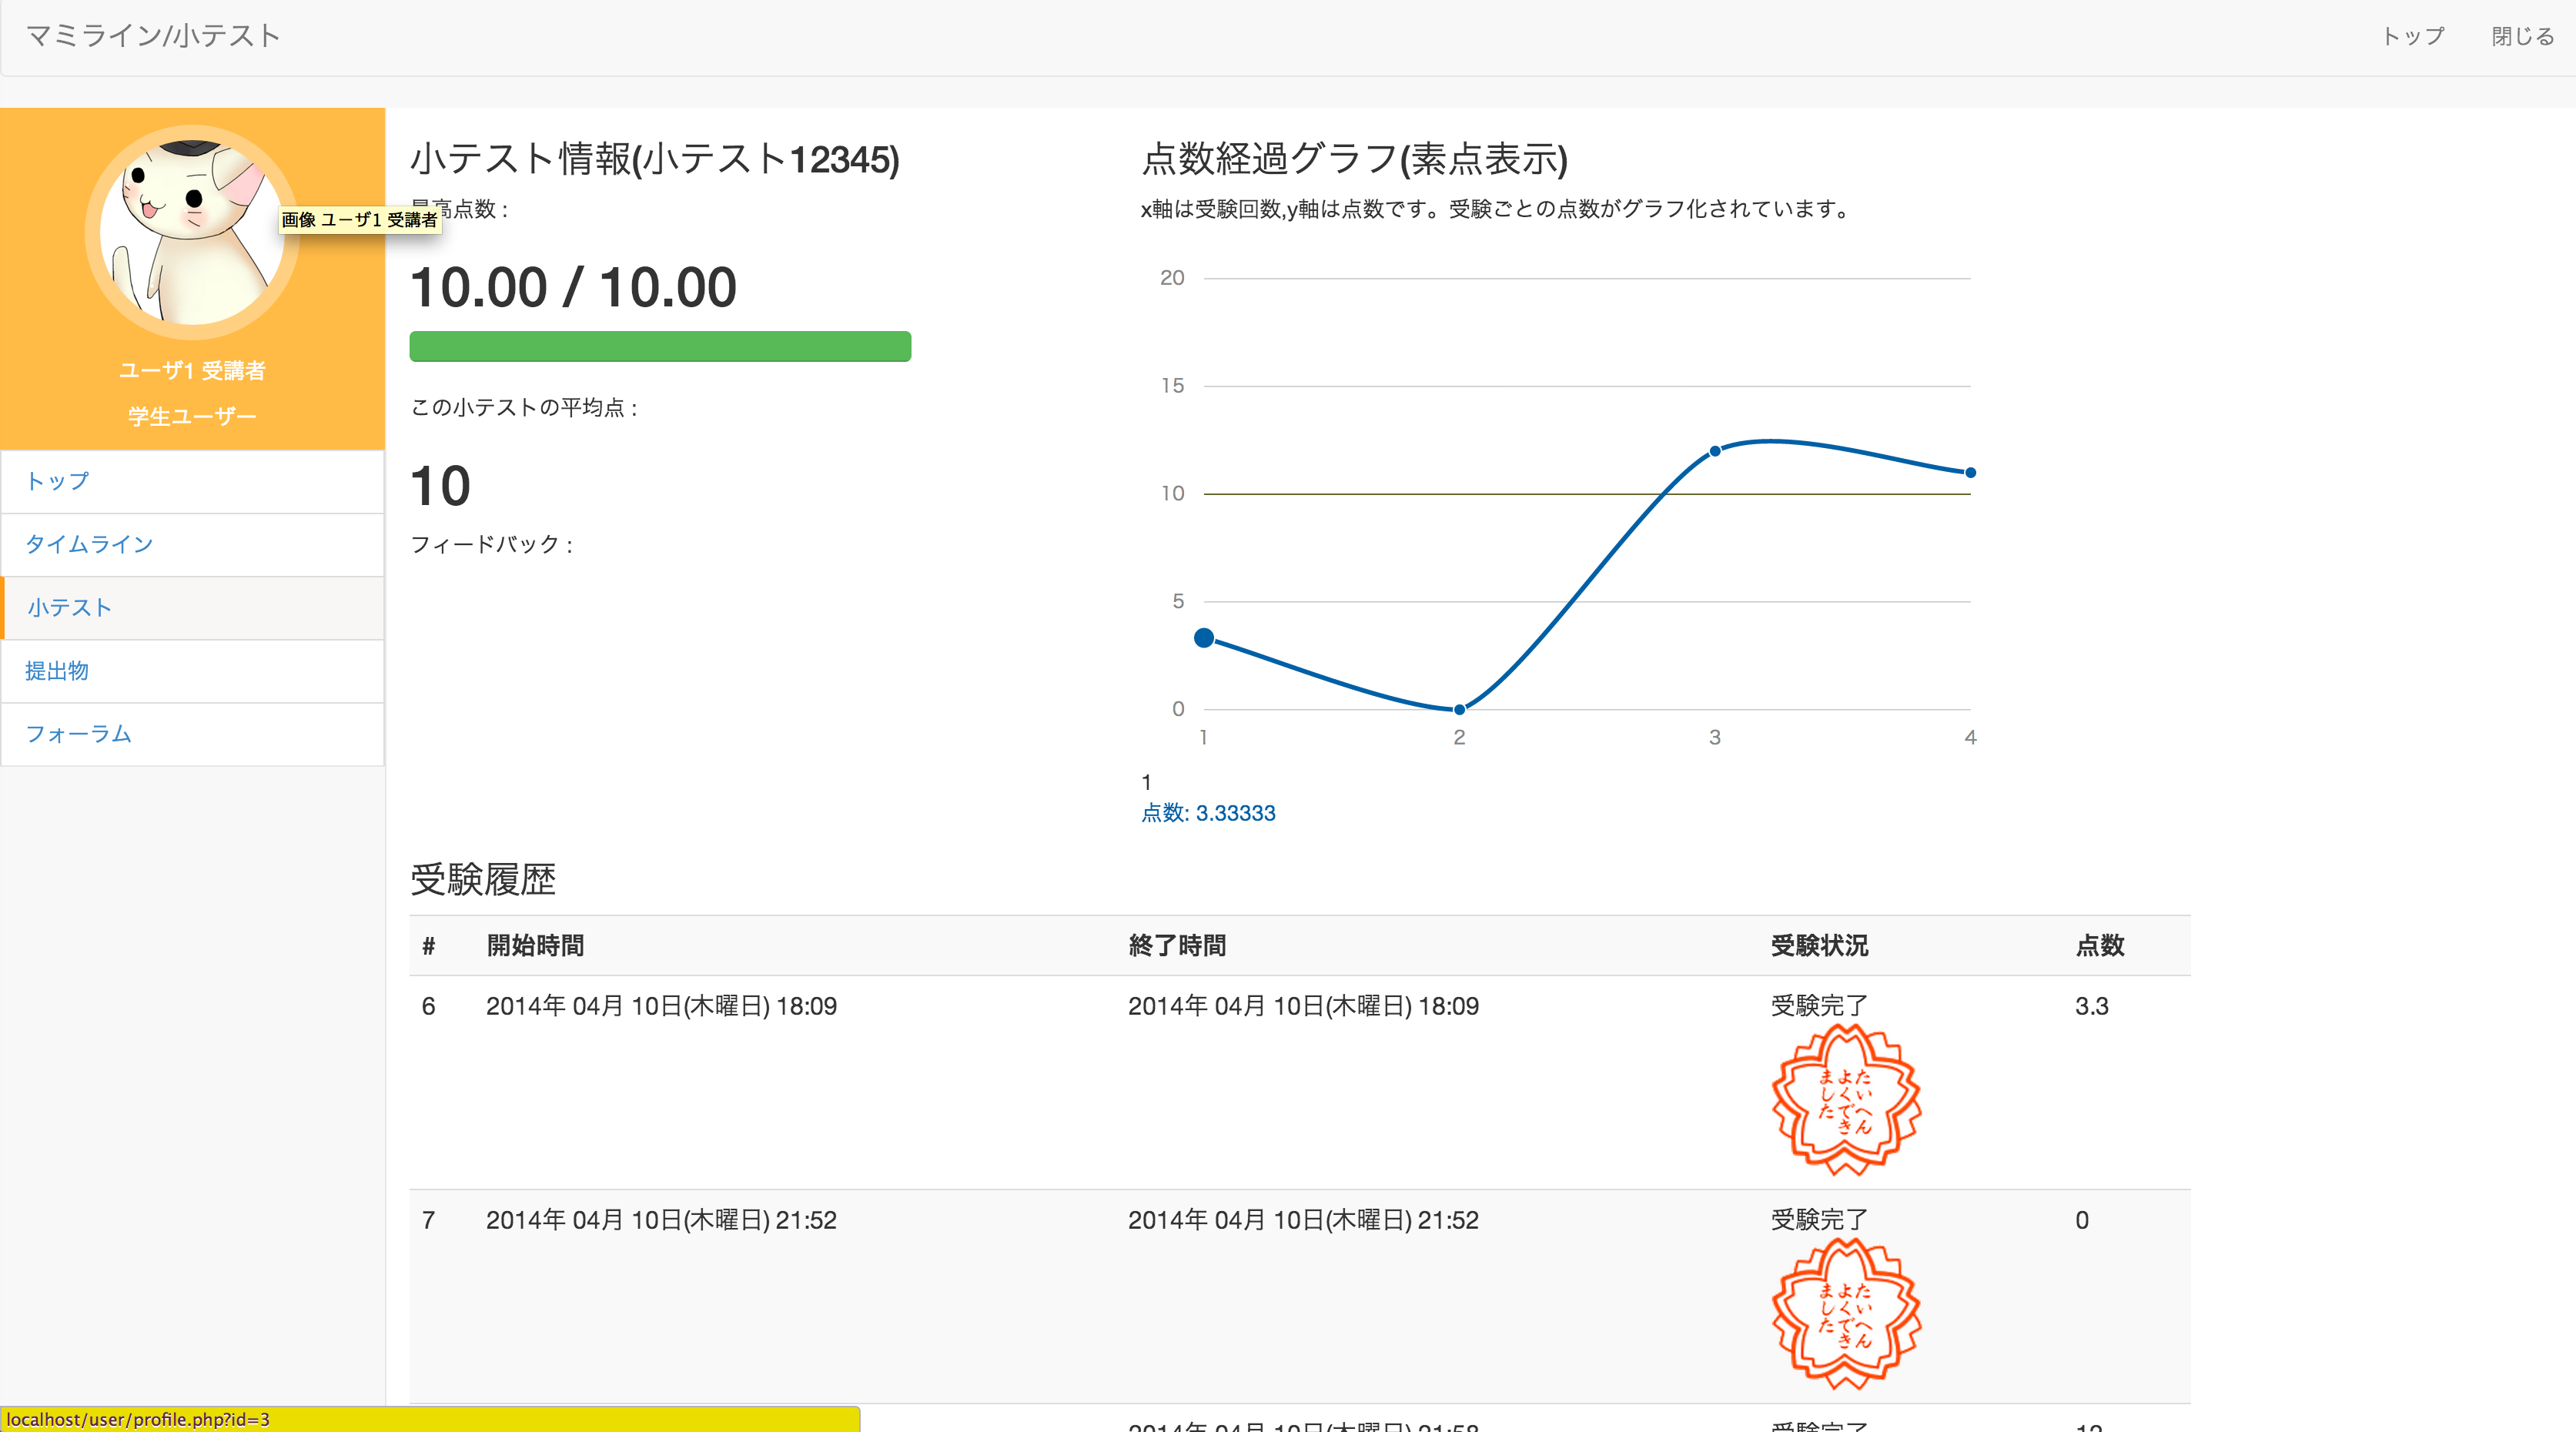 マミライン/小テスト
トップ
閉じる
画像 ユーザ1 受講者
ユーザ1 受講者
学生ユーザー
トップ
タイムライン
小テスト
提出物
フォーラム
小テスト情報(小テスト12345)
最高点数 :
10.00 / 10.00
この小テストの平均点 :
10
フィードバック :
点数経過グラフ(素点表示)
x軸は受験回数,y軸は点数です。受験ごとの点数がグラフ化されています。
20
15
10
5
0
1 2 3 4
1
点数: 3.33333
受験履歴
# 開始時間 終了時間 受験状況 点数
6 2014年 04月 10日(木曜日) 18:09 2014年 04月 10日(木曜日) 18:09 受験完了 3.3
たいへん
よくでき
ました
7 2014年 04月 10日(木曜日) 21:52 2014年 04月 10日(木曜日) 21:52 受験完了 0
たいへん
よくでき
ました
2014年 04月 10日(木曜日) 21:58 受験完了 12
localhost/user/profile.php?id=3